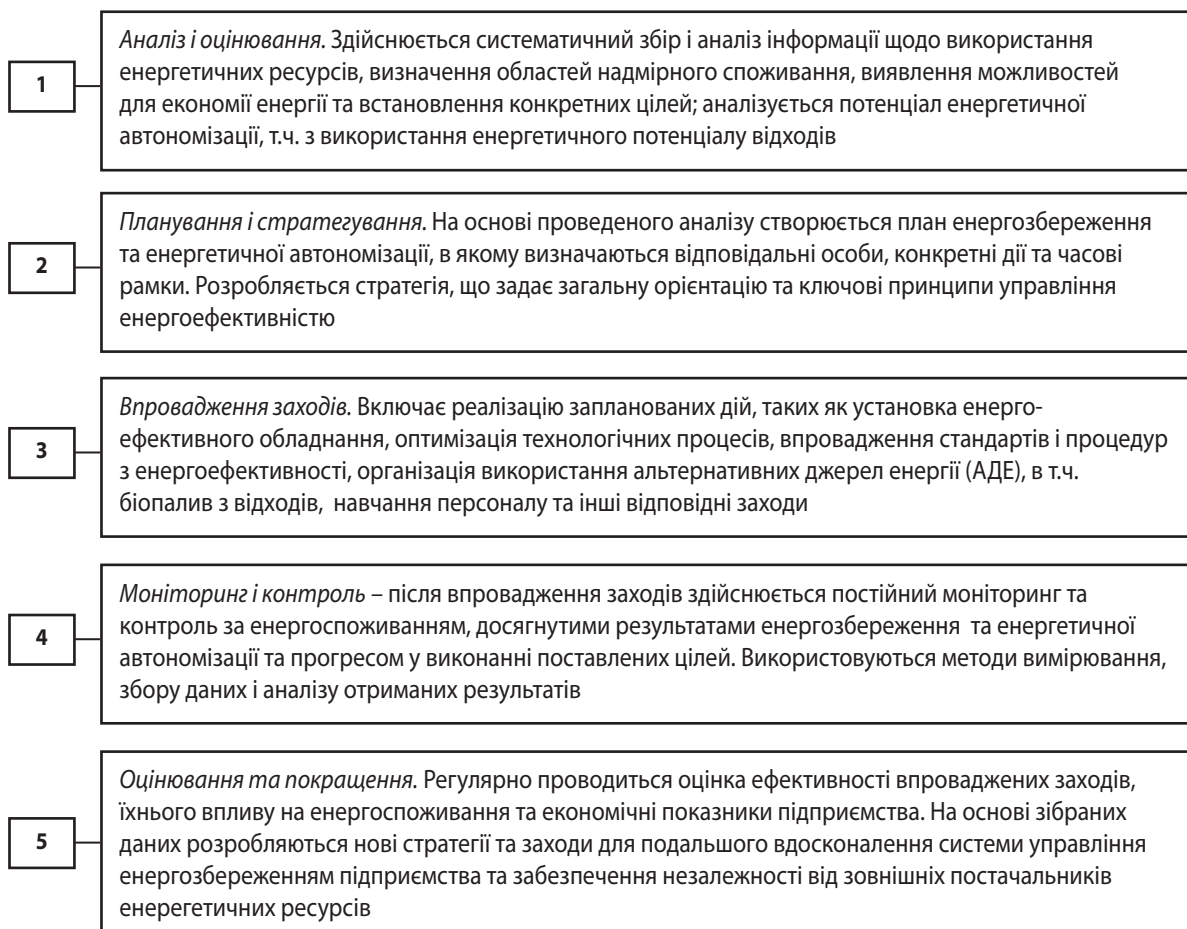 1
Аналіз і оцінювання. Здійснюється систематичний збір і аналіз інформації щодо використання
енергетичних ресурсів, визначення областей надмірного споживання, виявлення можливостей
для економії енергії та встановлення конкретних цілей; аналізується потенціал енергетичної
автономізації, т.ч. з використання енергетичного потенціалу відходів
2
Планування і стратегування. На основі проведеного аналізу створюється план енергозбереження
та енергетичної автономізації, в якому визначаються відповідальні особи, конкретні дії та часові
рамки. Розробляється стратегія, що задає загальну орієнтацію та ключові принципи управління
енергоефективністю
3
Впровадження заходів. Включає реалізацію запланованих дій, таких як установка енерго-
ефективного обладнання, оптимізація технологічних процесів, впровадження стандартів і процедур
з енергоефективності, організація використання альтернативних джерел енергії (АДЕ), в т.ч.
біопалив з відходів, навчання персоналу та інші відповідні заходи
4
Моніторинг і контроль – після впровадження заходів здійснюється постійний моніторинг та
контроль за енергоспоживанням, досягнутими результатами енергозбереження та енергетичної
автономізації та прогресом у виконанні поставлених цілей. Використовуються методи вимірювання,
збору даних і аналізу отриманих результатів
5
Оцінювання та покращення. Регулярно проводиться оцінка ефективності впроваджених заходів,
їхнього впливу на енергоспоживання та економічні показники підприємства. На основі зібраних
даних розробляються нові стратегії та заходи для подальшого вдосконалення системи управління
енергозбереженням підприємства та забезпечення незалежності від зовнішніх постачальників
енерегетичних ресурсів